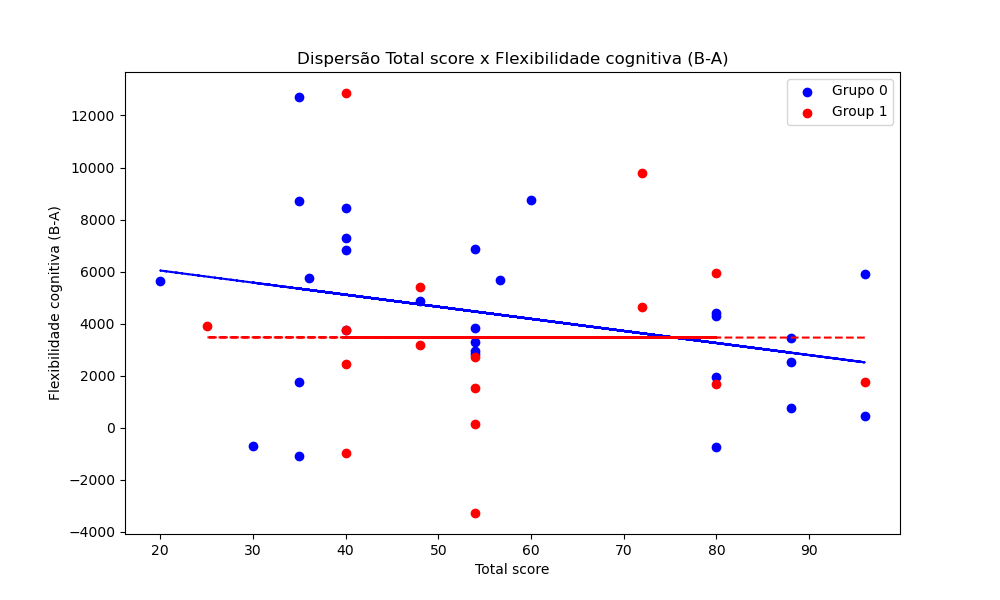 Dispersão Total score x Flexibilidade cognitiva (B-A)
Grupo 0
Group 1
Flexibilidade cognitiva (B-A)
12000
10000
8000
6000
4000
2000
0
−2000
−4000
20 30 40 50 60 70 80 90
Total score